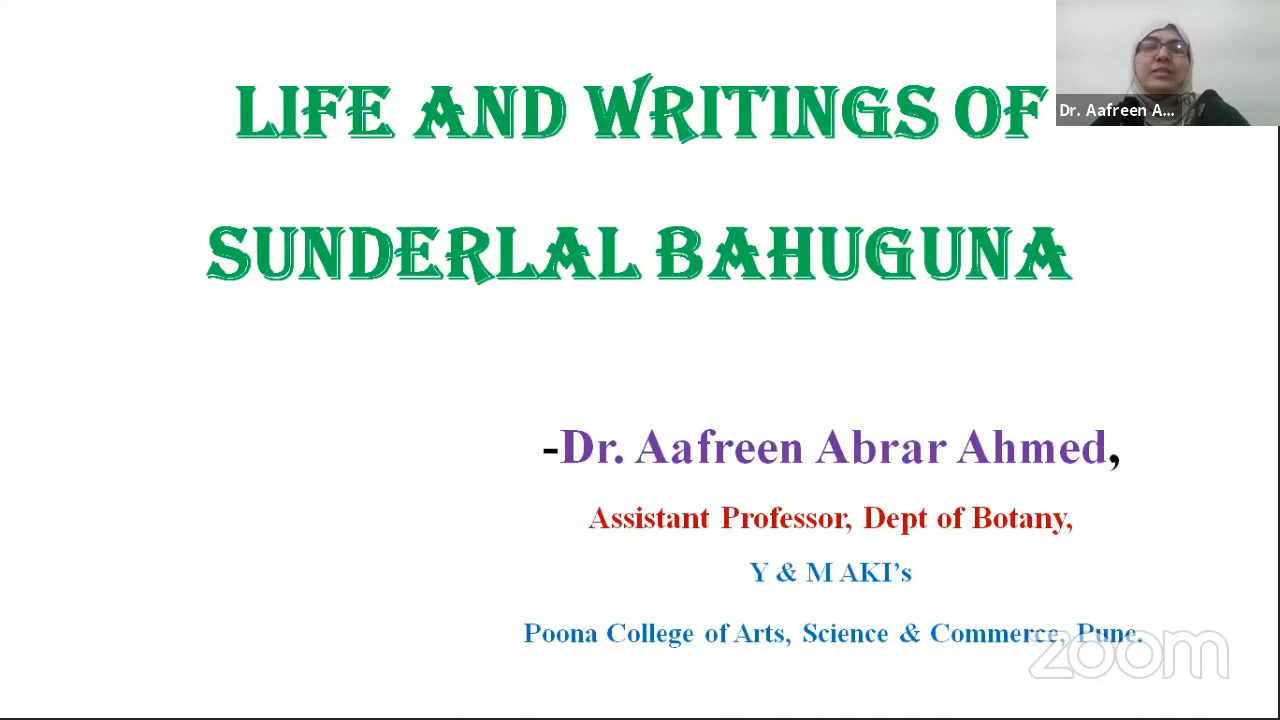 LIFE AND WRITINGS OF
Dr. Aafreen A...
SUNDERLAL BAHUGUNA
-Dr. Aafreen Abrar Ahmed,
Assistant Professor, Dept of Botany,
Y & M AKI's
Poona College of Arts, Science & Commerce, Pune.
zoom